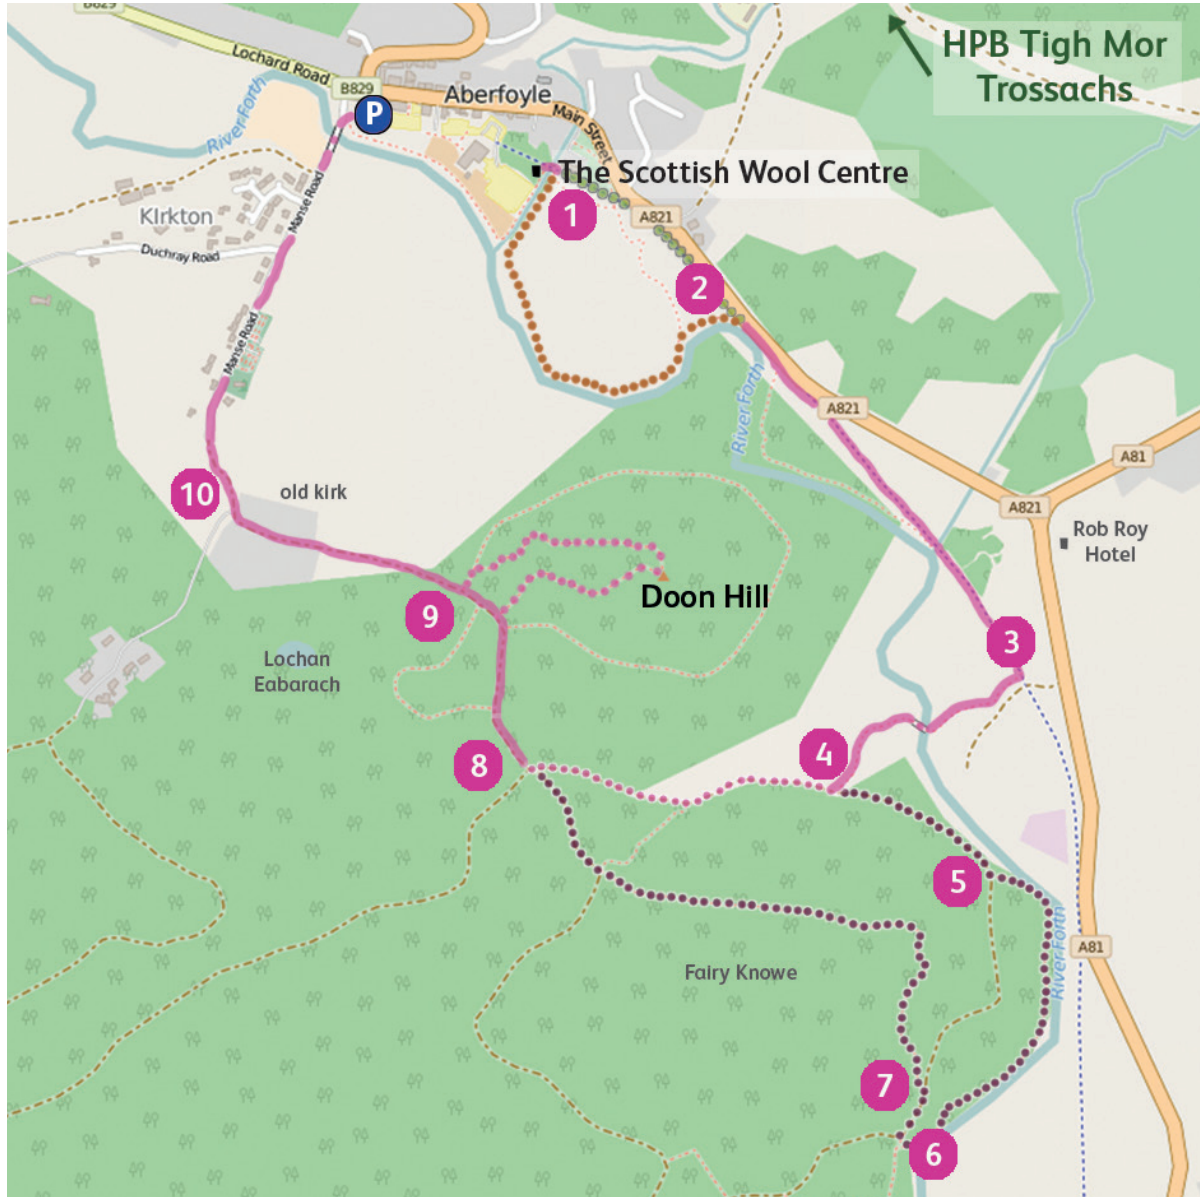 B829
HPB Tigh Mor
Trossachs
Lochard Road
B829
P
Aberfoyle
Main Street
River Forth
The Scottish Wool Centre
1
Manse Road
Kirkton
A821
Duchray Road
2
Manse Road
River Forth
A821
A81
10
old kirk
A821
Rob Roy
Hotel
Doon Hill
9
3
Lochan
Eabarach
4
8
5
River Forth
A81
Fairy Knowe
7
6